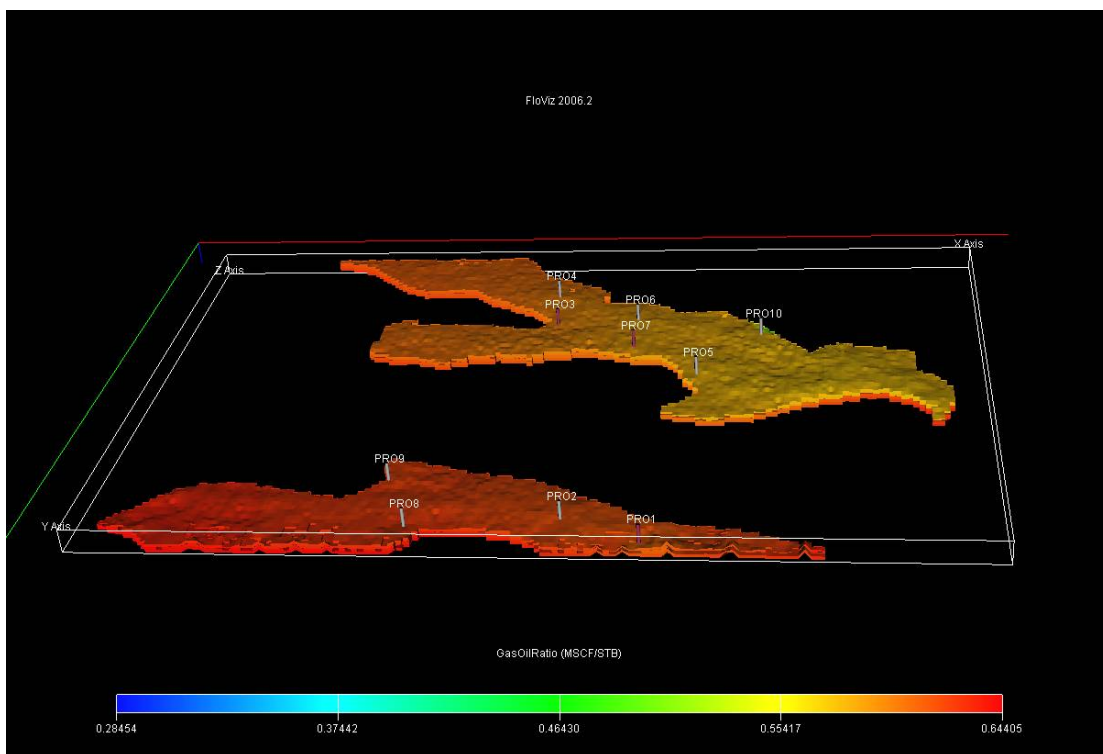 FloViz 2006.2
X Axis
Z Axis
PRO4
PRO3
PRO6
PRO10
PRO7
PRO5
PRO9
PRO8
PRO2
PRO1
Y Axis
GasOilRatio (MSCF/STB)
0.28454 0.37442 0.46430 0.55417 0.64405